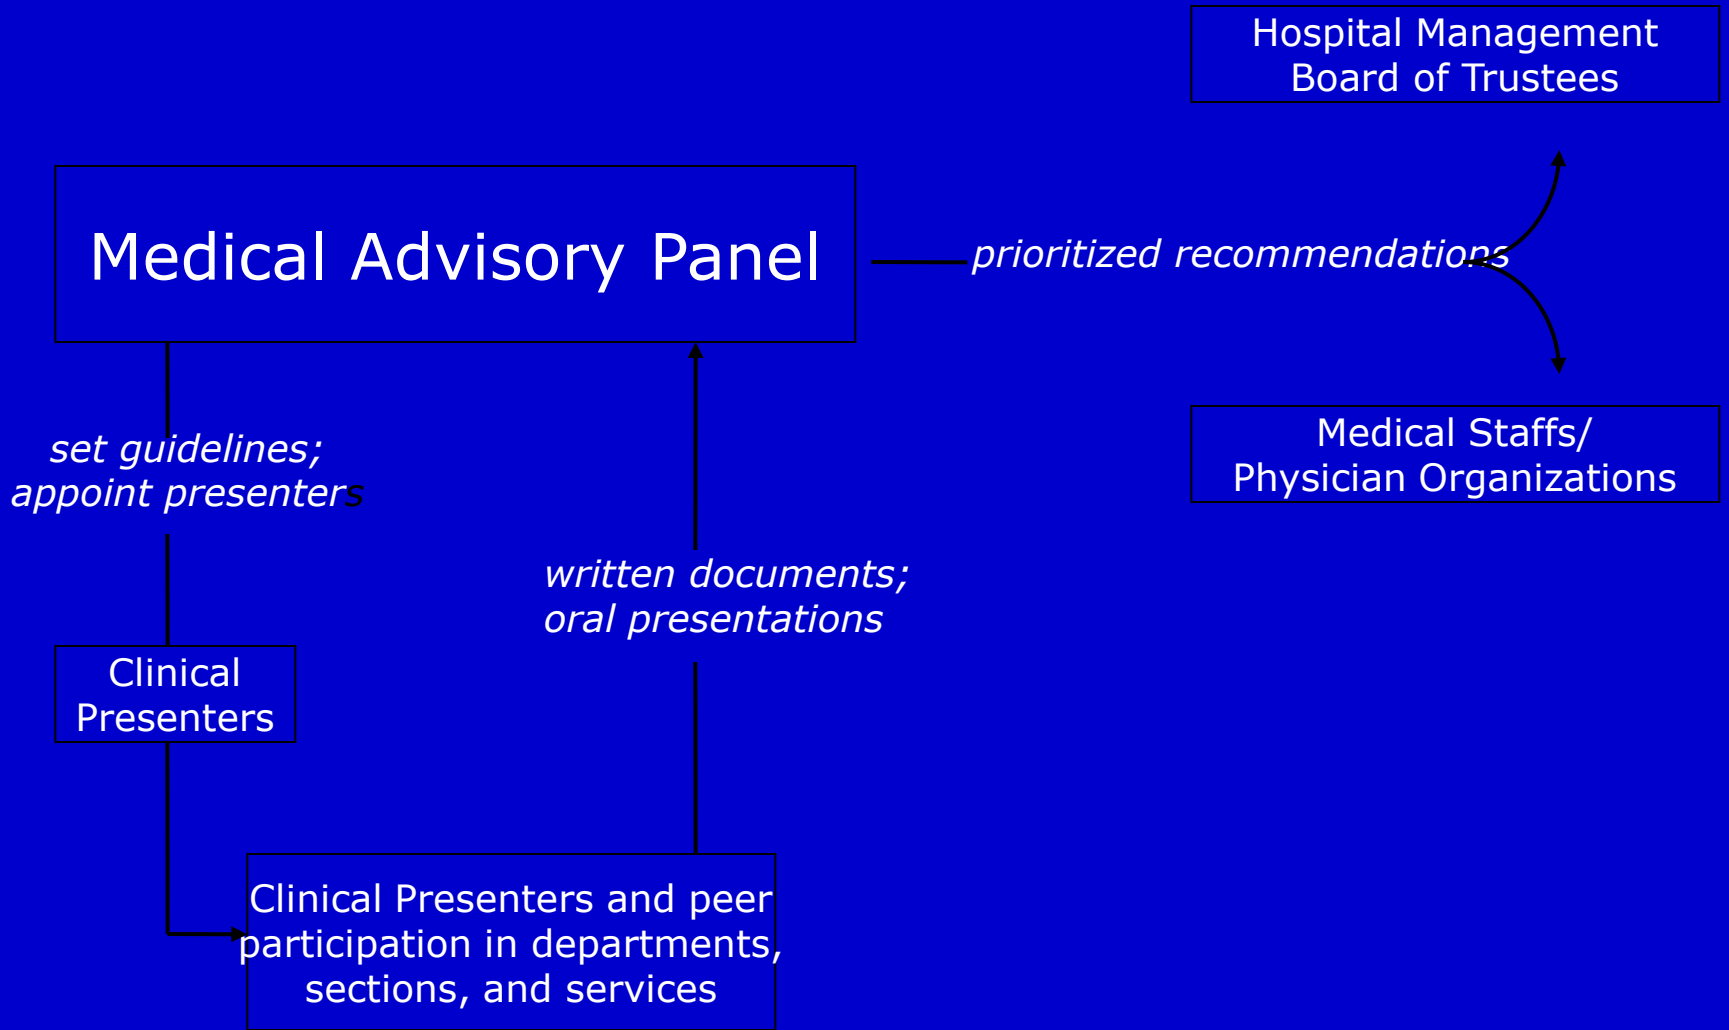 Hospital Management
Board of Trustees
Medical Advisory Panel
prioritized recommendations
Medical Staffs/
Physician Organizations
set guidelines;
appoint presenters
written documents;
oral presentations
Clinical
Presenters
Clinical Presenters and peer
participation in departments,
sections, and services